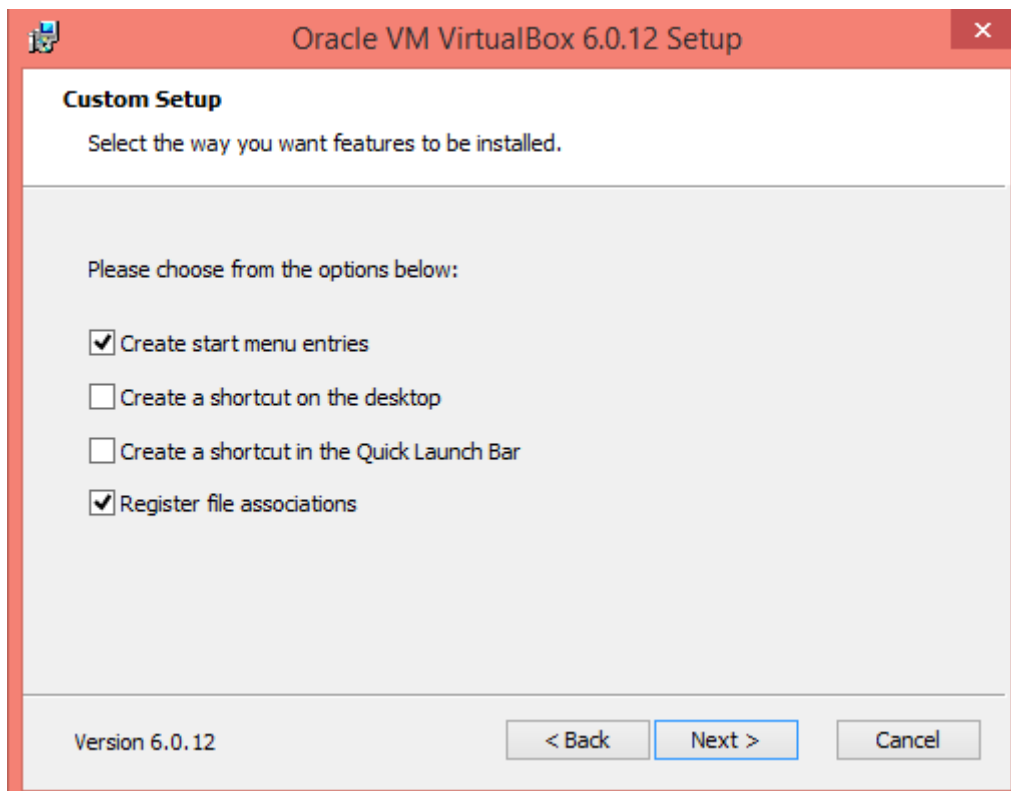 Oracle VM VirtualBox 6.0.12 Setup
Custom Setup
Select the way you want features to be installed.
Please choose from the options below:
Create start menu entries
Create a shortcut on the desktop
Create a shortcut in the Quick Launch Bar
Register file associations
Version 6.0.12
< Back
Next >
Cancel